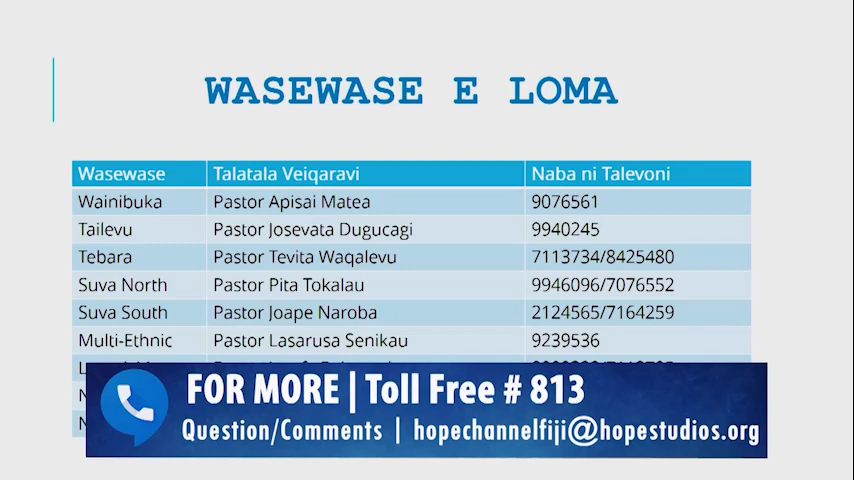 WASEWASE E LOMA
Wasewase Talatala Veiqaravi Naba ni Talevoni
Wainibuka Pastor Apisai Matea 9076561
Tailevu Pastor Josevata Dugucagi 9940245
Tebara Pastor Tevita Waqalevu 7113734/8425480
Suva North Pastor Pita Tokalau 9946096/7076552
Suva South Pastor Joape Naroba 2124565/7164259
Multi-Ethnic Pastor Lasarusa Senikau 9239536
FOR MORE | Toll Free # 813
Question/Comments | hopechannelfiji@hopestudios.org